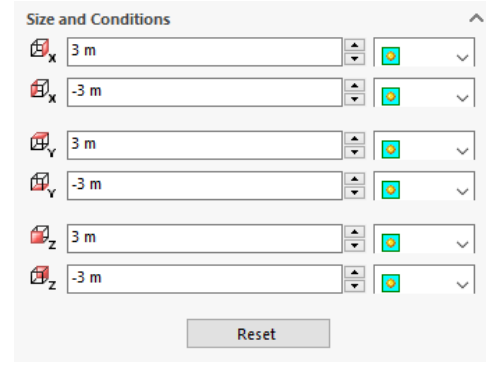 Size and Conditions
X 3 m
X -3 m
Y 3 m
Y -3 m
Z 3 m
Z -3 m
Reset